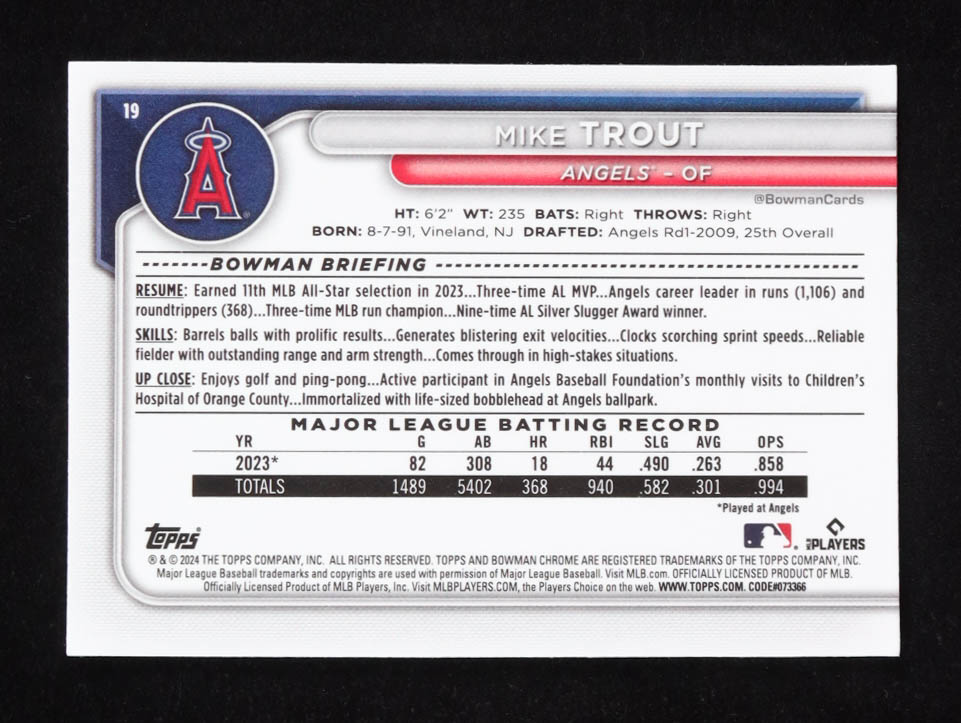 19
A
MIKE TROUT
ANGELS - OF
@BowmanCards
HT: 6'2" WT: 235 BATS: Right THROWS: Right
BORN: 8-7-91, Vineland, NJ DRAFTED: Angels Rd1-2009, 25th Overall
BOWMAN BRIEFING
RESUME: Earned 11th MLB All-Star selection in 2023...Three-time AL MVP...Angels career leader in runs (1,106) and
roundtrippers (368)...Three-time MLB run champion...Nine-time AL Silver Slugger Award winner.
SKILLS: Barrels balls with prolific results...Generates blistering exit velocities...Clocks scorching sprint speeds...Reliable
fielder with outstanding range and arm strength...Comes through in high-stakes situations.
UP CLOSE: Enjoys golf and ping-pong...Active participant in Angels Baseball Foundation's monthly visits to Children's
Hospital of Orange County...Immortalized with life-sized bobblehead at Angels ballpark.
MAJOR LEAGUE BATTING RECORD
YR G AB HR RBI SLG AVG OPS
2023* 82 308 18 44 .490 .263 .858
TOTALS 1489 5402 368 940 .582 .301 .994
*Played at Angels
Topps® PLAYERS
® & © 2024 THE TOPPS COMPANY, INC. ALL RIGHTS RESERVED. TOPPS AND BOWMAN CHROME ARE REGISTERED TRADEMARKS OF THE TOPPS COMPANY, INC.
Major League Baseball trademarks and copyrights are used with permission of Major League Baseball. Visit MLB.com. OFFICIALLY LICENSED PRODUCT OF MLB.
Officially Licensed Product of MLB Players, Inc. Visit MLBPLAYERS.COM, the Players Choice on the web. WWW.TOPPS.COM. CODE#073366